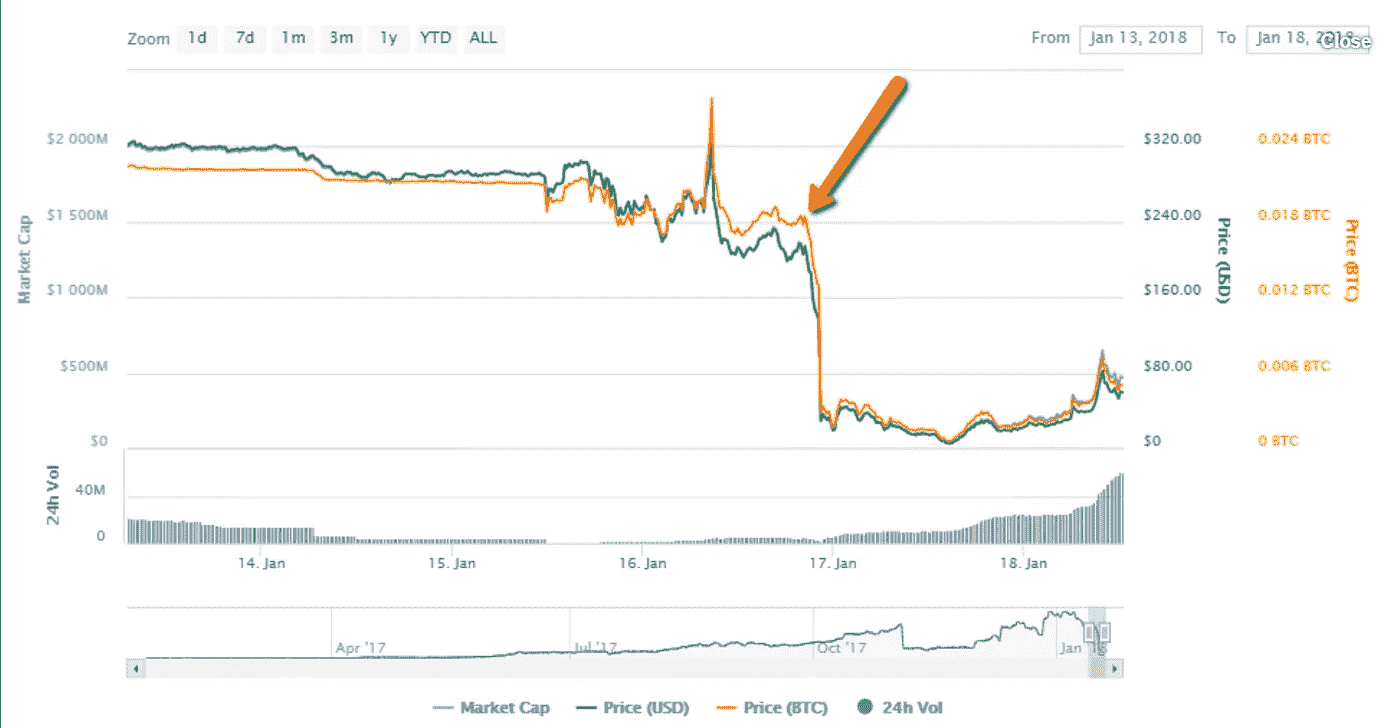 Zoom 1d 7d 1m 3m 1y YTD ALL From Jan 13, 2018 To Jan 18, 2018 Close
$2 000M $320.00 0.024 BTC
$1 500M $240.00 0.018 BTC
Market Cap Price (USD) Price (BTC)
$1 000M $160.00 0.012 BTC
$500M $80.00 0.006 BTC
$0 $0 0 BTC
24h Vol
40M
0
14. Jan 15. Jan 16. Jan 17. Jan 18. Jan
Apr '17 Jul '17 Oct '17 Jan '18
Market Cap Price (USD) Price (BTC) 24h Vol